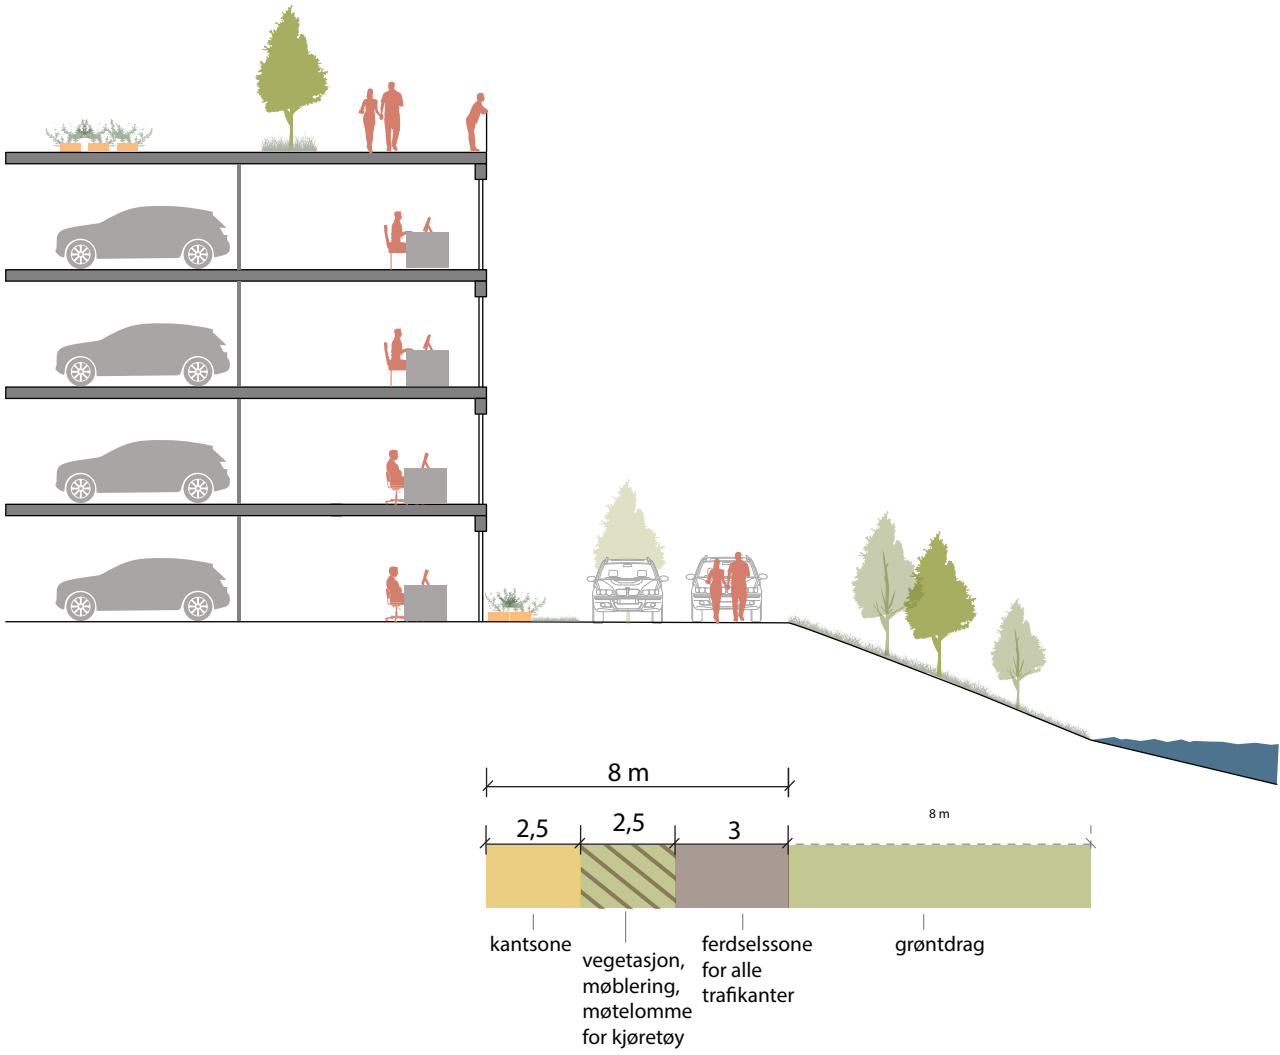 8 m
8 m
2,5
2,5
3
kantsone
vegetasjon,
møblering,
møtelomme
for kjøretøy
ferdselssone
for alle
trafikanter
grøntdrag